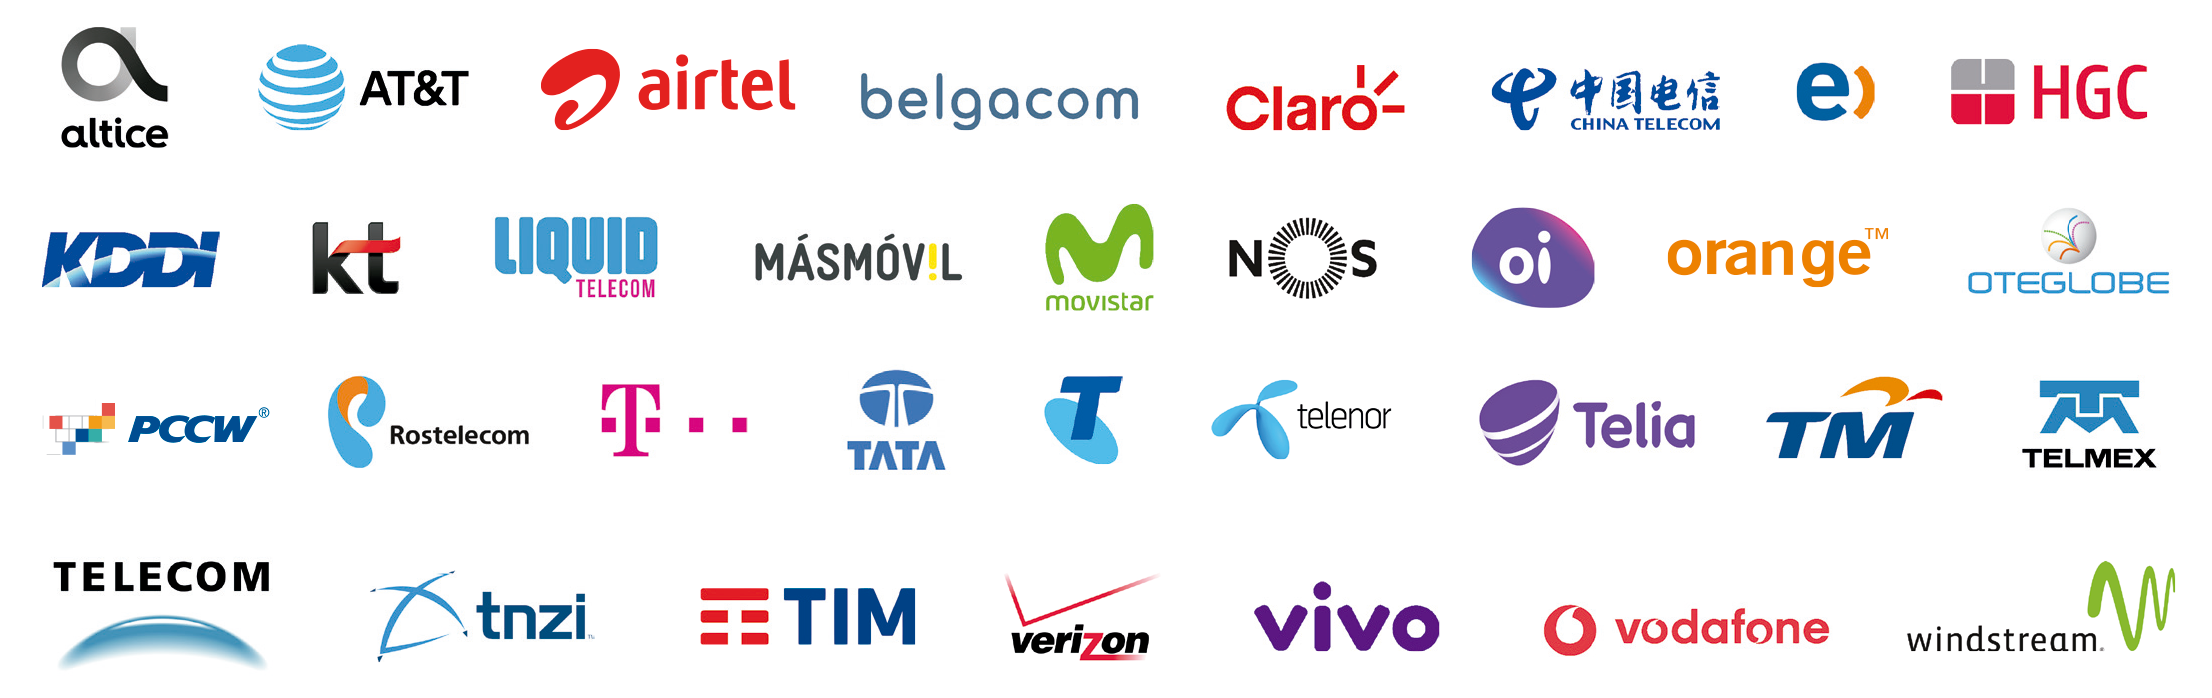 altice
AT&T
airtel
belgacom
Claro
中国电信
CHINA TELECOM
e)
HGC
KDDI
kt
LIQUID
TELECOM
MÁSMÓV!L
movistar
NOS
oi
orange™
OTEGLOBE
PCCW®
Rostelecom
T··
TATA
T
telenor
Telia
TM
TELMEX
TELECOM
tnzi™
TIM
verizon
vivo
vodafone
windstream®